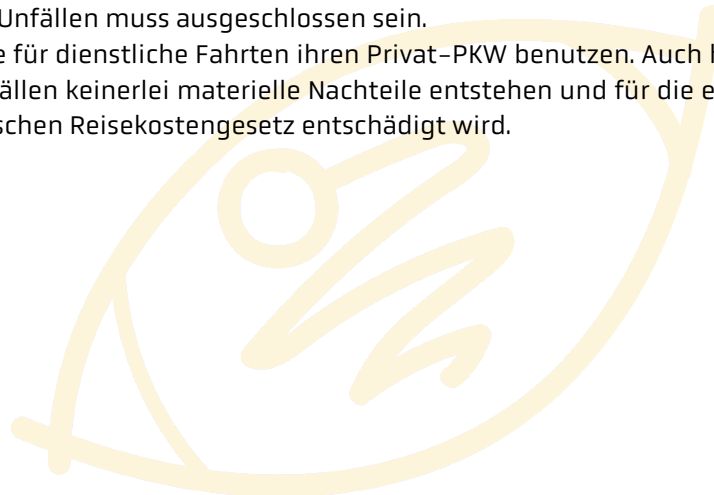 Unfällen muss ausgeschlossen sein.
für dienstliche Fahrten ihren Privat-PKW benutzen. Auch
ällen keinerlei materielle Nachteile entstehen und für die e
schen Reisekostengesetz entschädigt wird.